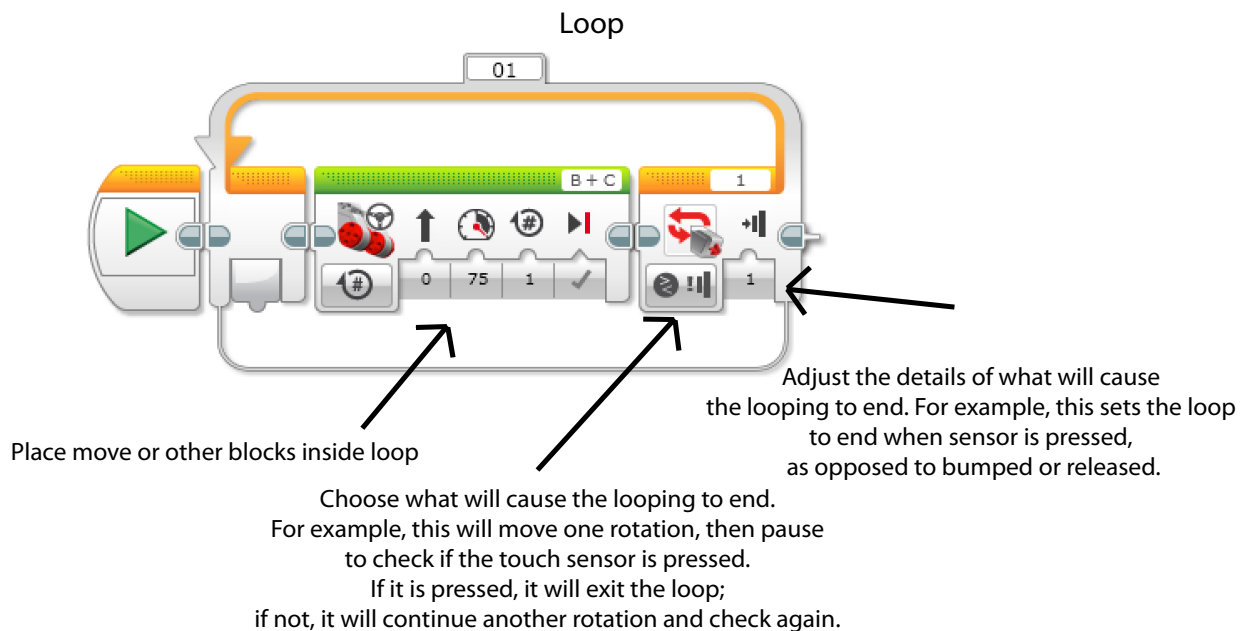 Loop
01
B + C
1
#
0 75 1
#
! 1
Place move or other blocks inside loop
Adjust the details of what will cause
the looping to end. For example, this sets the loop
to end when sensor is pressed,
as opposed to bumped or released.
Choose what will cause the looping to end.
For example, this will move one rotation, then pause
to check if the touch sensor is pressed.
If it is pressed, it will exit the loop;
if not, it will continue another rotation and check again.